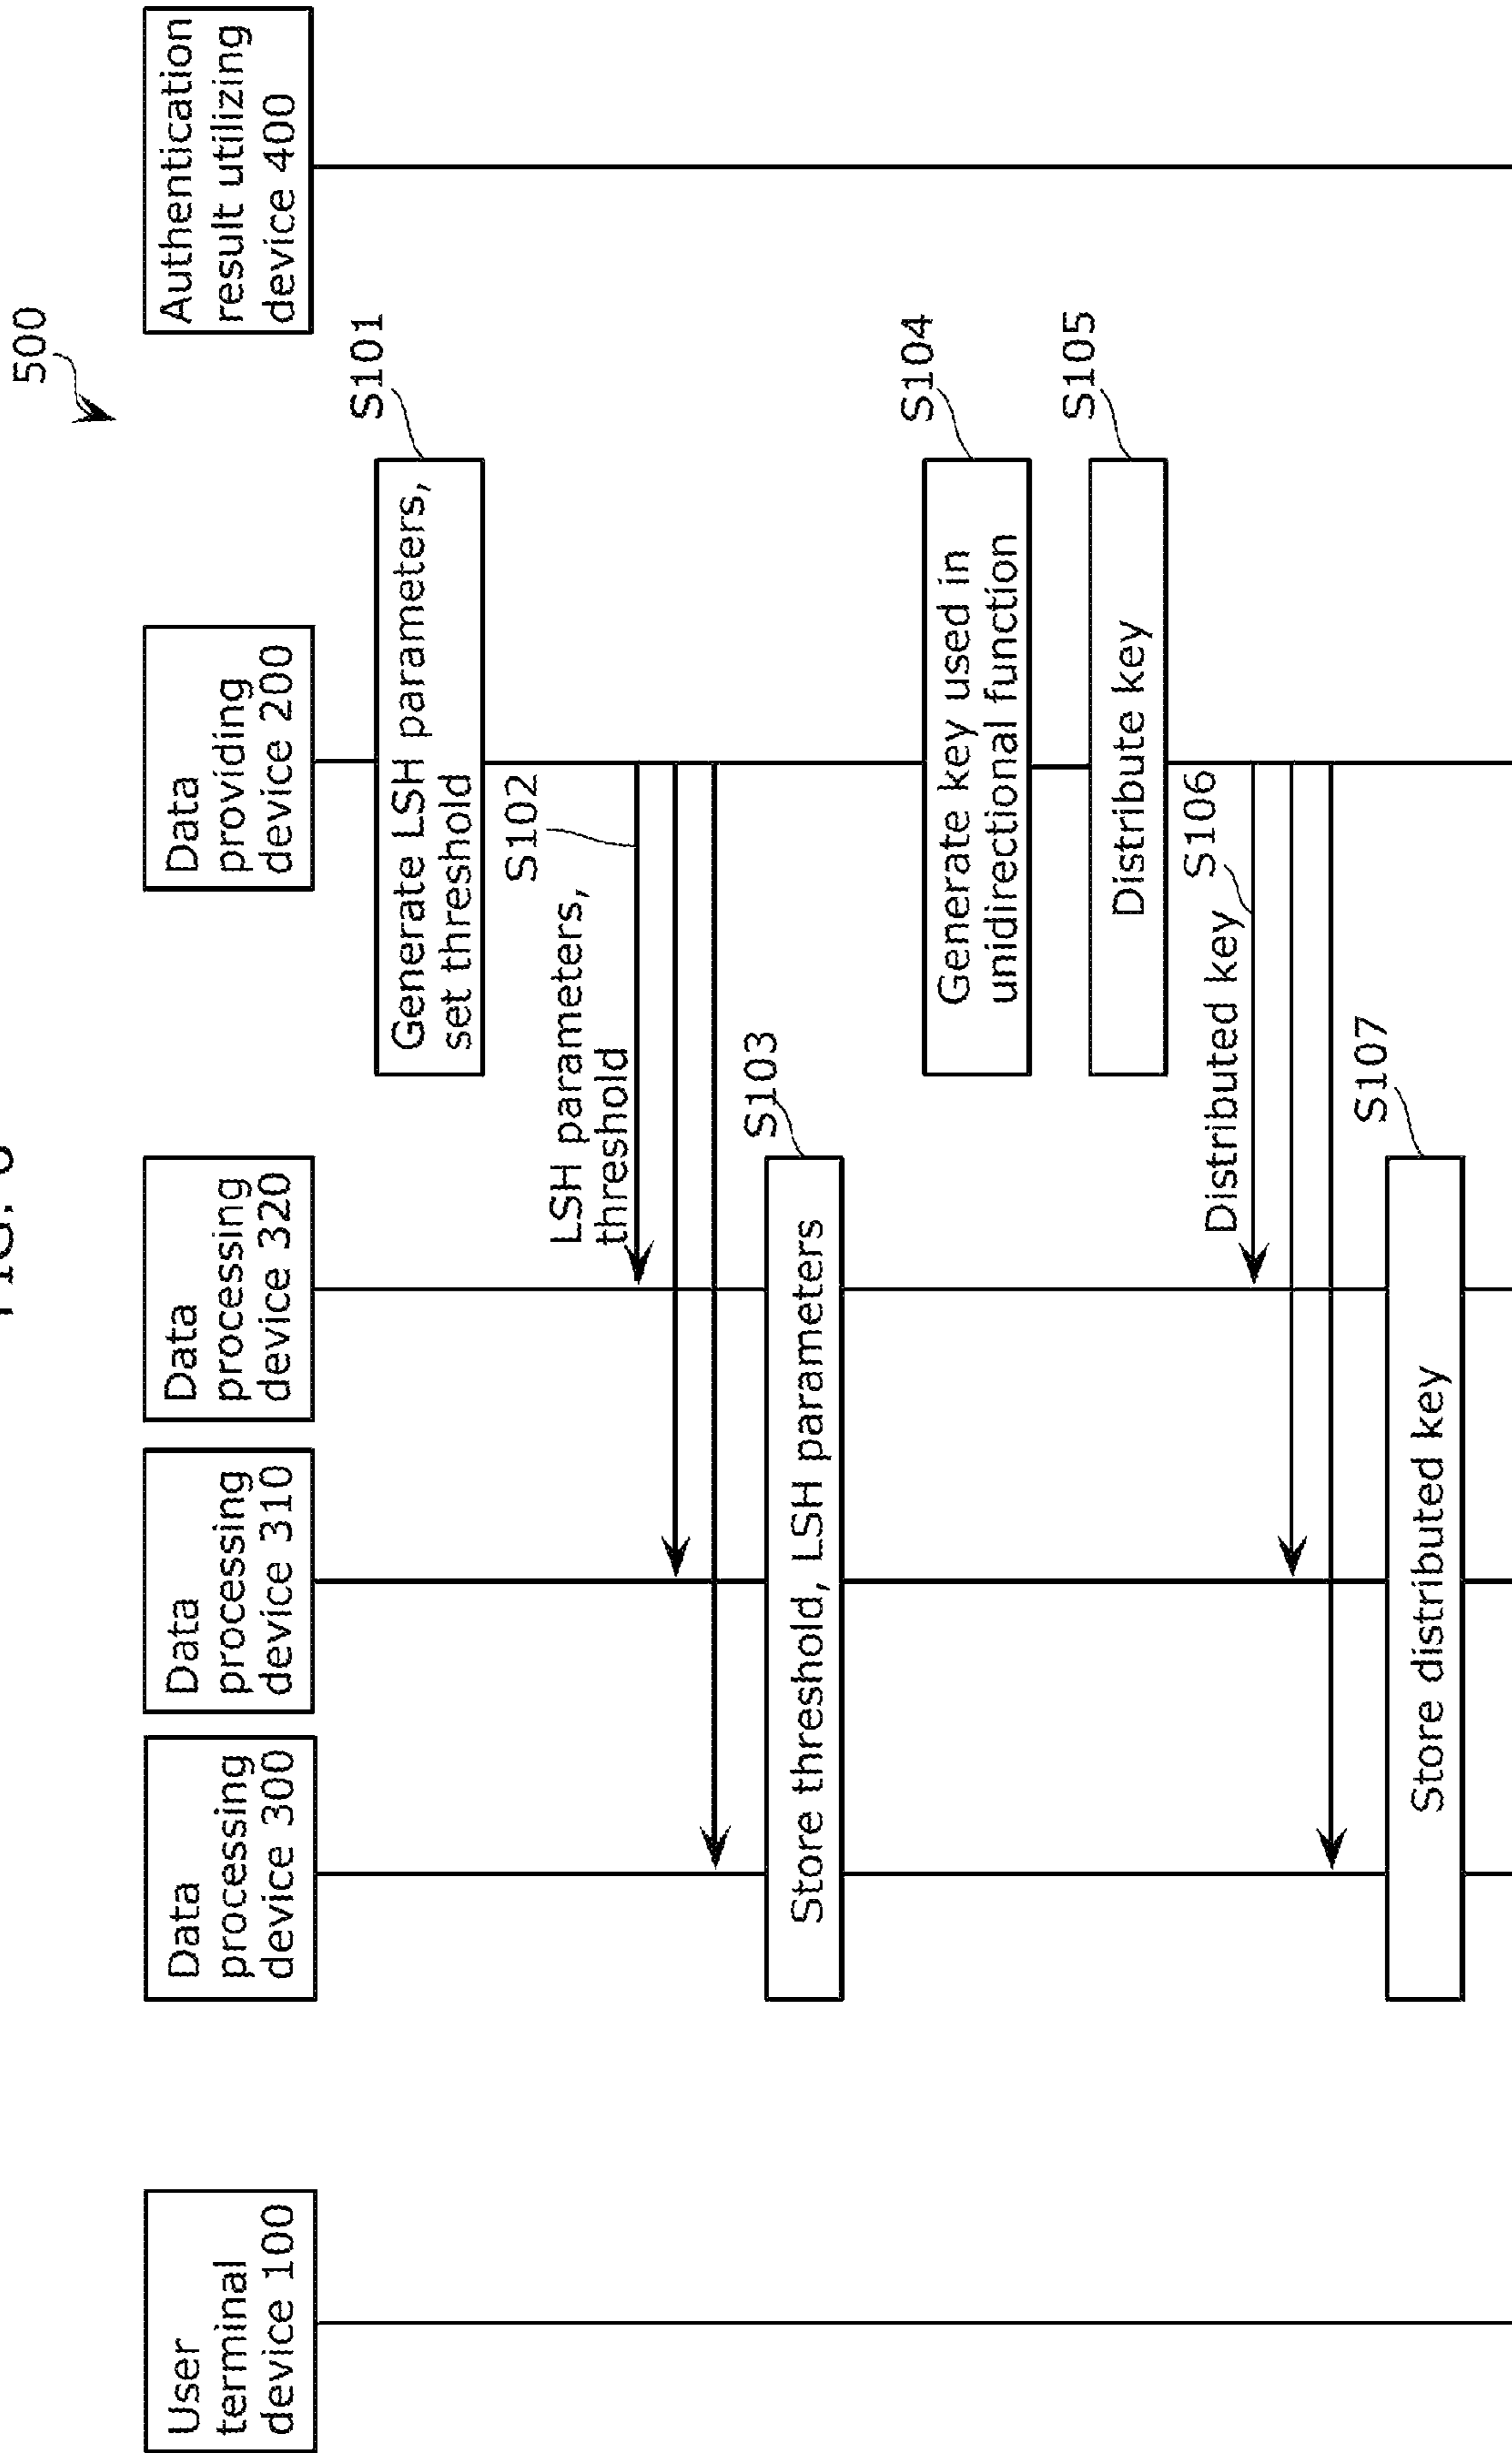 500
User
terminal
device 100
Data
processing
device 300
Data
processing
device 310
Data
processing
device 320
Data
providing
device 200
Authentication
result utilizing
device 400
S101
Generate LSH parameters,
set threshold
S102
LSH parameters,
threshold
S103
Store threshold, LSH parameters
S104
Generate key used in
unidirectional function
S105
Distribute key
S106
Distributed key
S107
Store distributed key